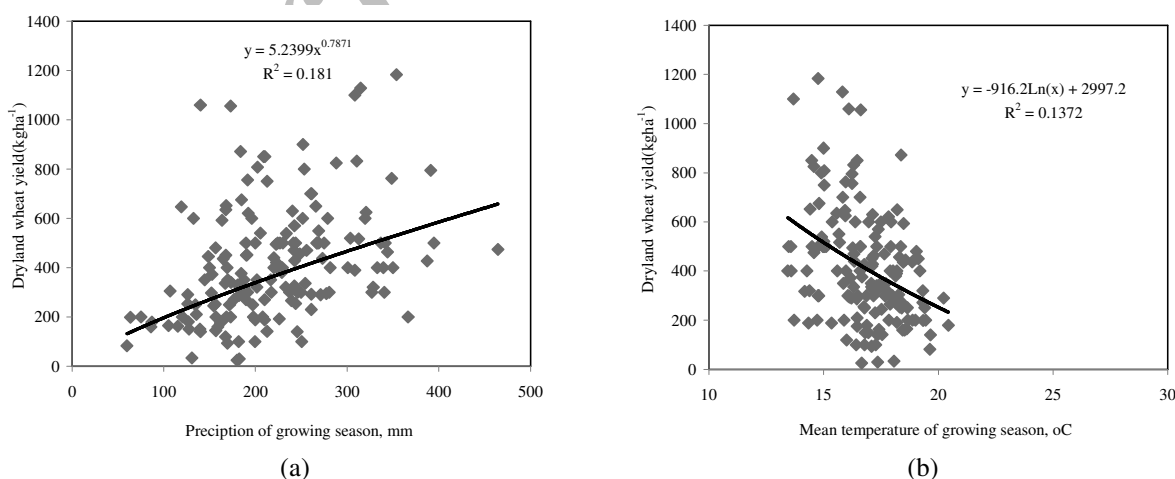 1400
1200
1000
800
600
400
200
0
Dryland wheat yield(kgha-1)
y = 5.2399x^0.7871
R^2 = 0.181
0 100 200 300 400 500
Preciption of growing season, mm
(a)
1400
1200
1000
800
600
400
200
0
Dryland wheat yield(kgha-1)
y = -916.2Ln(x) + 2997.2
R^2 = 0.1372
10 15 20 25 30
Mean temperature of growing season, oC
(b)